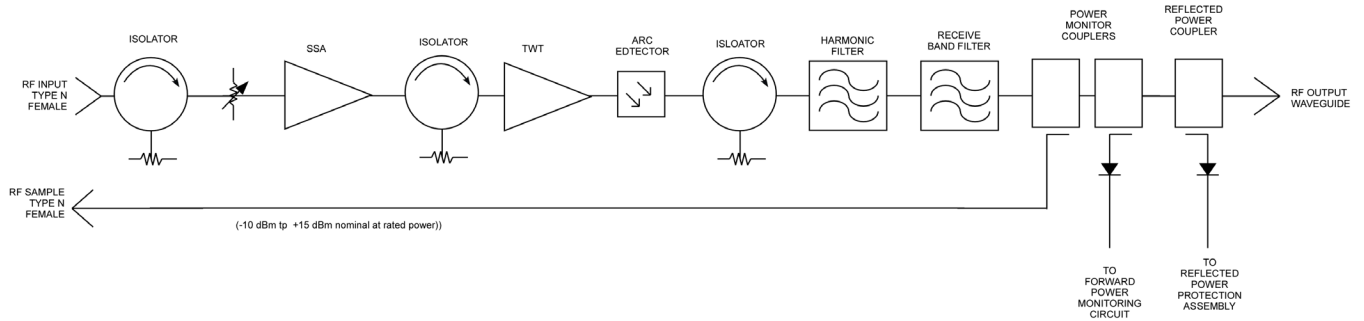 ISOLATOR
SSA
ISOLATOR
TWT
ARC
EDTECTOR
ISLOATOR
HARMONIC
FILTER
RECEIVE
BAND FILTER
POWER
MONITOR
COUPLERS
REFLECTED
POWER
COUPLER
RF INPUT
TYPE N
FEMALE
RF OUTPUT
WAVEGUIDE
RF SAMPLE
TYPE N
FEMALE
(-10 dBm tp +15 dBm nominal at rated power))
TO
FORWARD
POWER
MONITORING
CIRCUIT
TO
REFLECTED
POWER
PROTECTION
ASSEMBLY